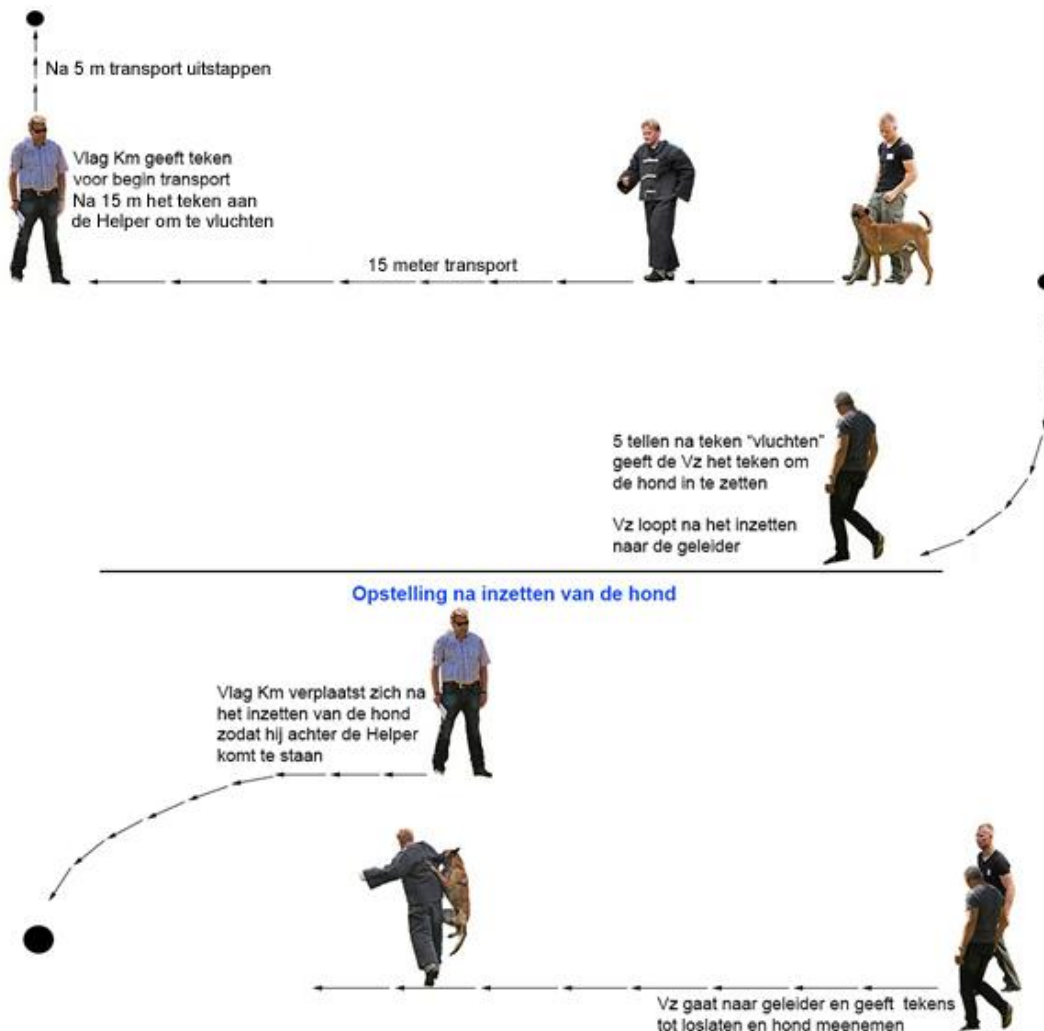 Na 5 m transport uitstappen
Vlag Km geeft teken
voor begin transport
Na 15 m het teken aan
de Helper om te vluchten
15 meter transport
5 tellen na teken "vluchten"
geeft de Vz het teken om
de hond in te zetten
Vz loopt na het inzetten
naar de geleider
Opstelling na inzetten van de hond
Vlag Km verplaatst zich na
het inzetten van de hond
zodat hij achter de Helper
komt te staan
Vz gaat naar geleider en geeft tekens
tot loslaten en hond meenemen